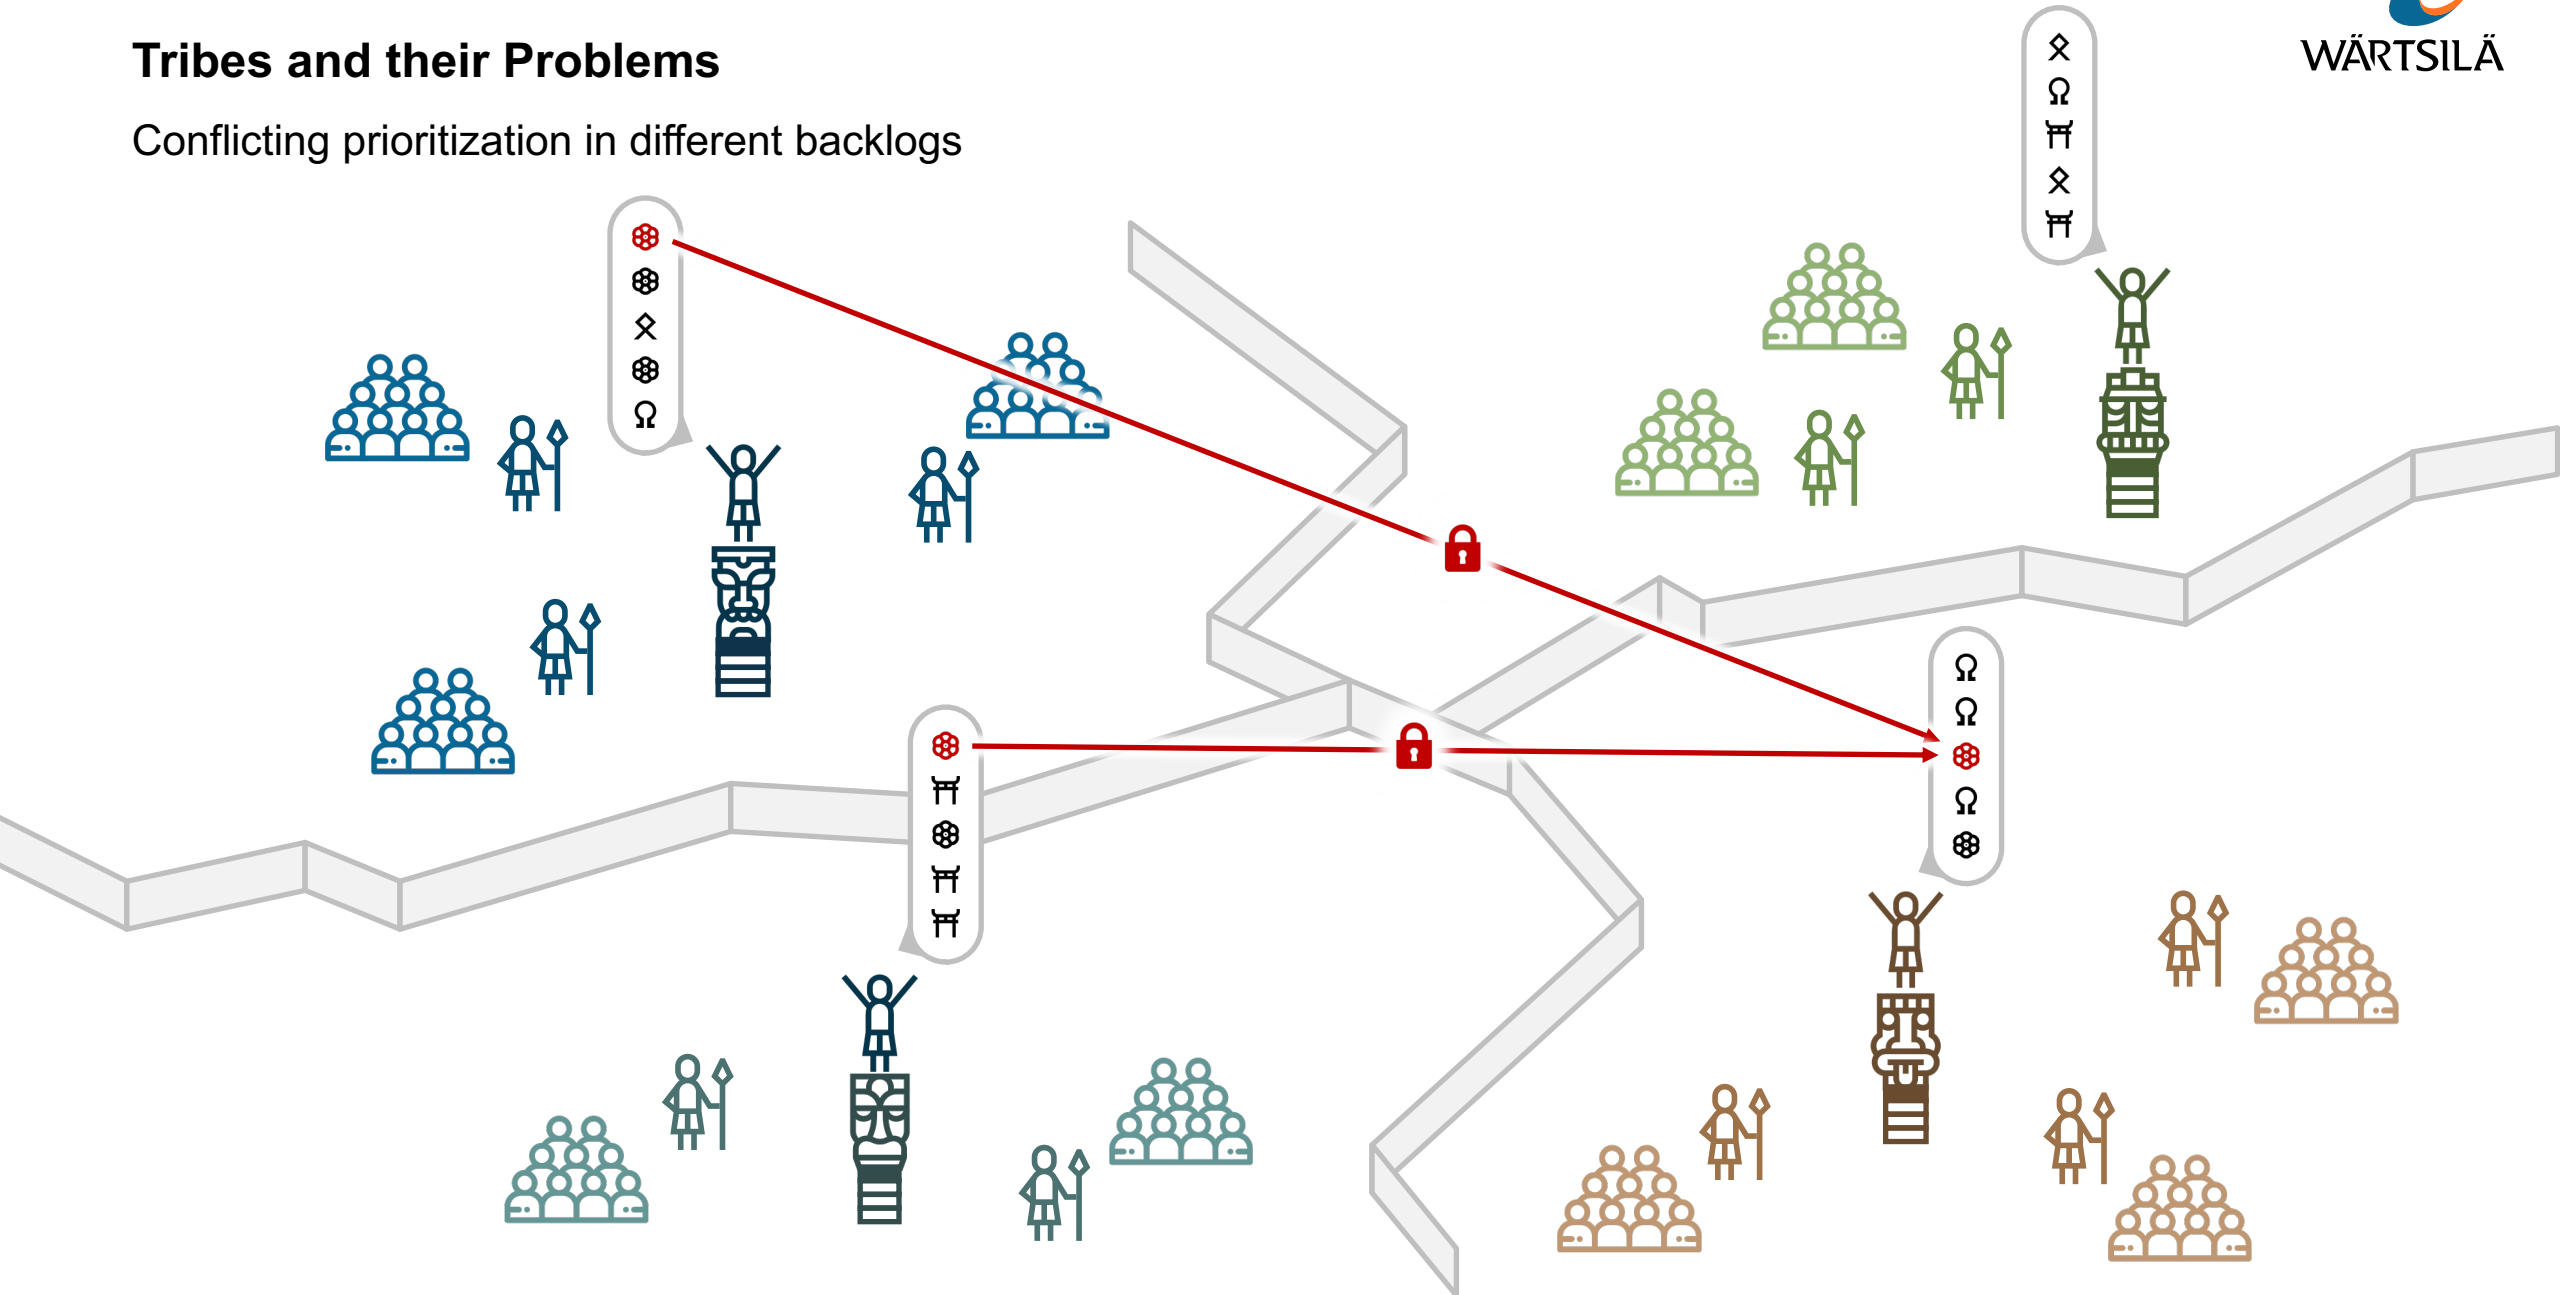 Tribes and their Problems
Conflicting prioritization in different backlogs
WÄRTSILÄ